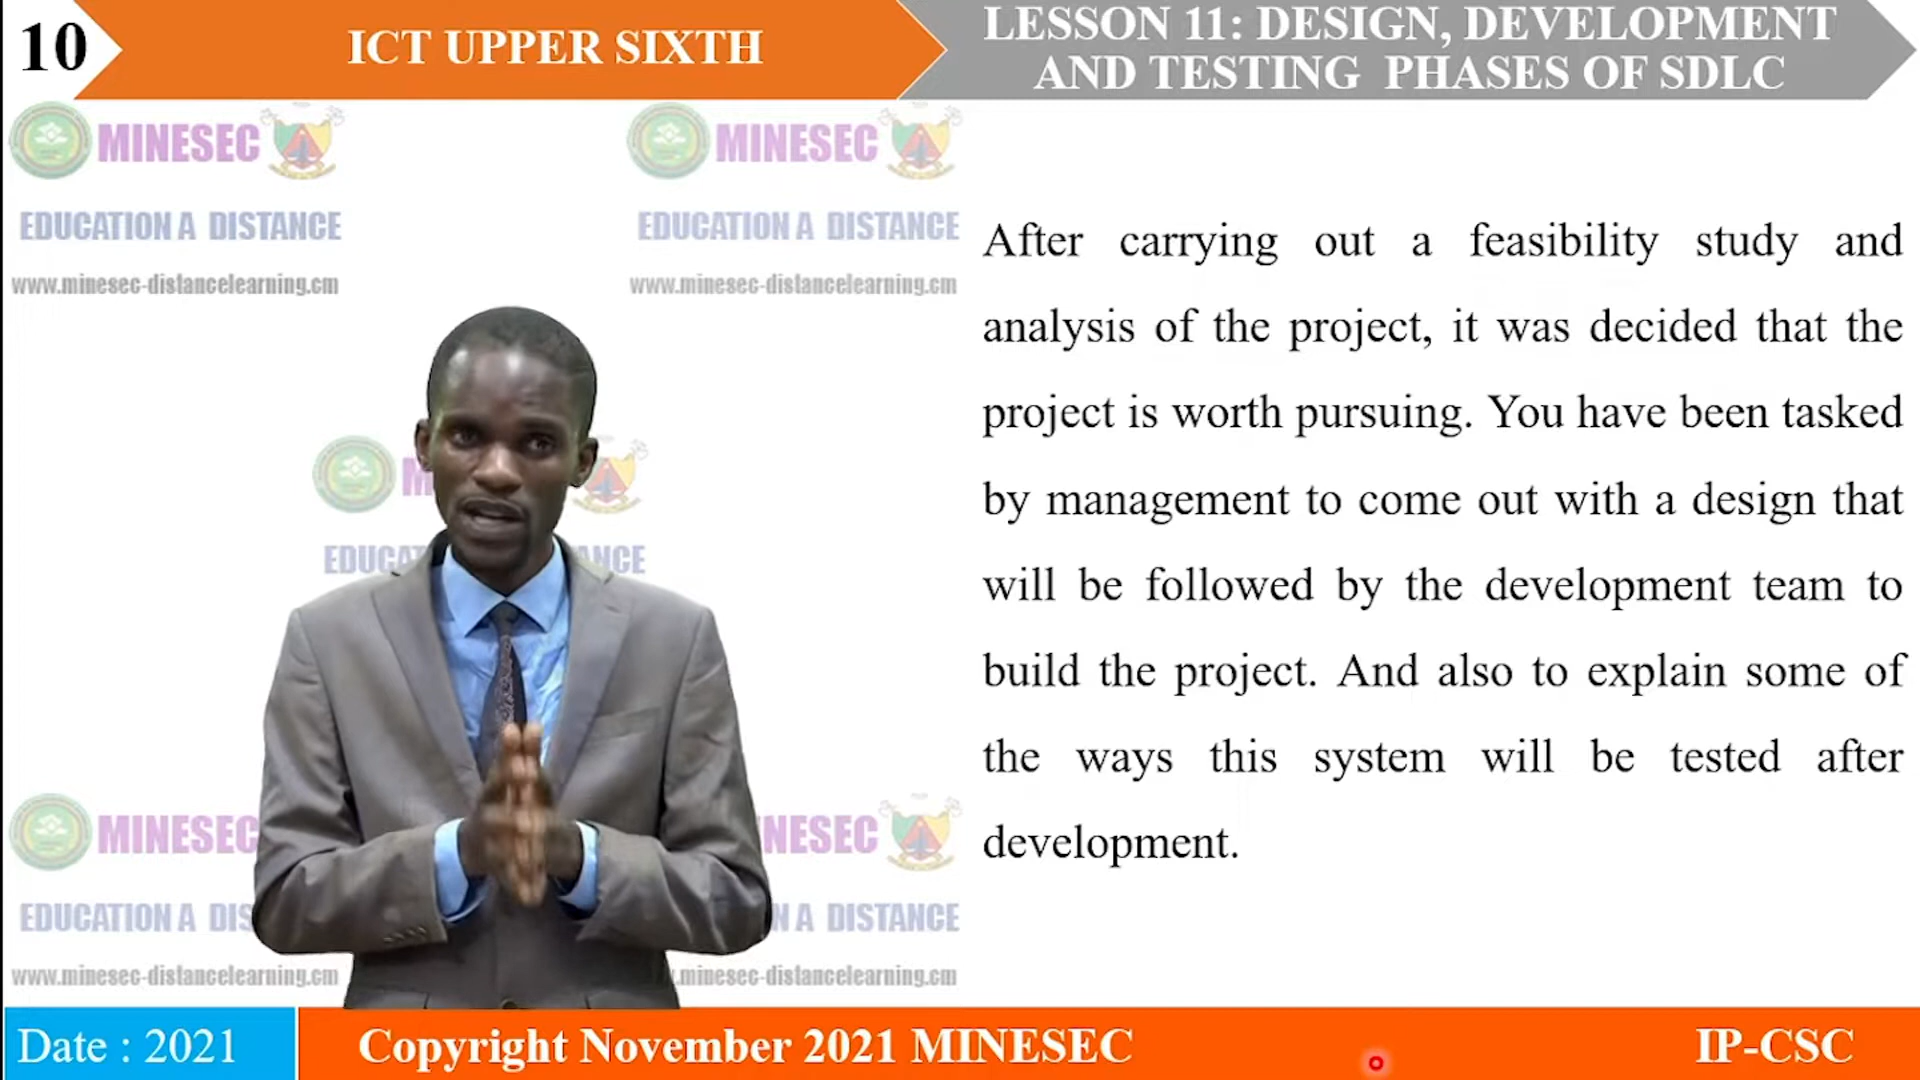 10
ICT UPPER SIXTH
LESSON 11: DESIGN, DEVELOPMENT
AND TESTING PHASES OF SDLC
MINESEC
MINESEC
EDUCATION A DISTANCE
EDUCATION A DISTANCE
www.minesec-distancelearning.cm
www.minesec-distancelearning.cm
After carrying out a feasibility study and
analysis of the project, it was decided that the
project is worth pursuing. You have been tasked
by management to come out with a design that
will be followed by the development team to
build the project. And also to explain some of
the ways this system will be tested after
development.
M
EDUCA
ANCE
MINESEC
NESEC
EDUCATION A DIS
N A DISTANCE
www.minesec-distancelearning.cm
.minesec-distancelearning.cm
Date : 2021
Copyright November 2021 MINESEC
IP-CSC